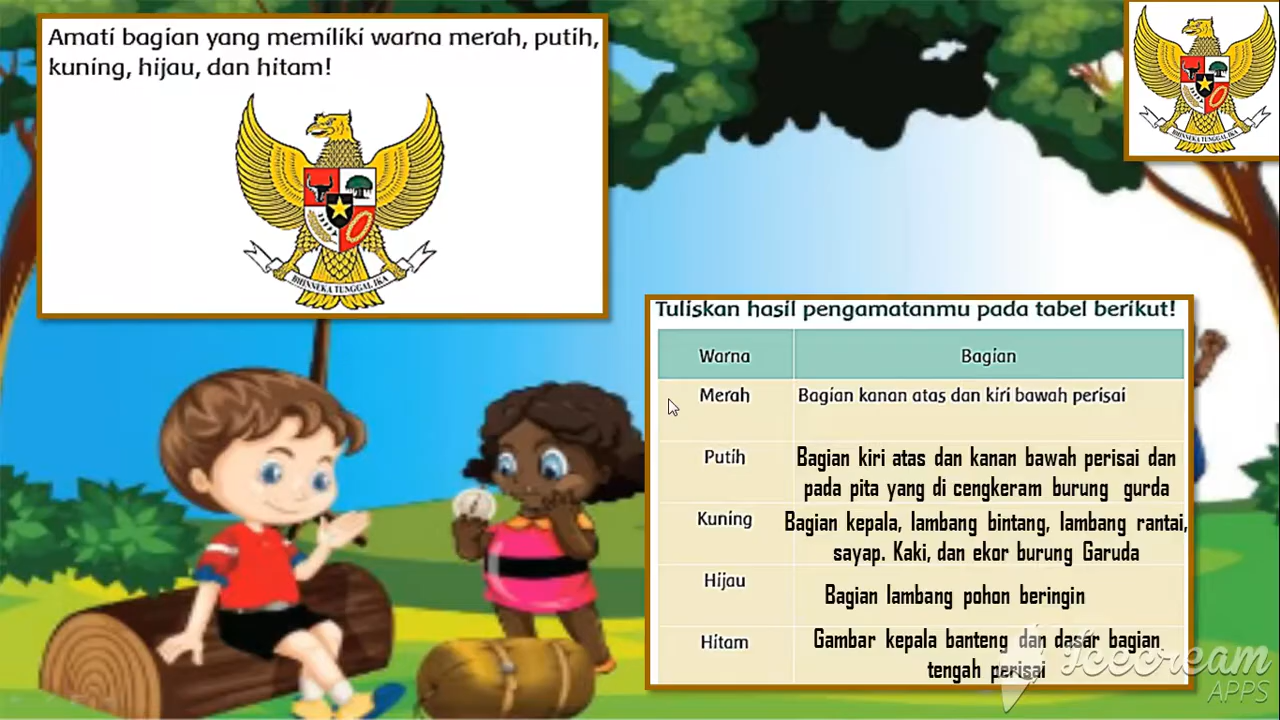 Amati bagian yang memiliki warna merah, putih,
kuning, hijau, dan hitam!
BHINNEKA TUNGGAL IKA
BHINNEKA TUNGGAL IKA
Tuliskan hasil pengamatanmu pada tabel berikut!
Warna Bagian
Merah Bagian kanan atas dan kiri bawah perisai
Putih Bagian kiri atas dan kanan bawah perisai dan
pada pita yang di cengkeram burung gurda
Kuning Bagian kepala, lambang bintang, lambang rantai,
sayap. Kaki, dan ekor burung Garuda
Hijau Bagian lambang pohon beringin
Hitam Gambar kepala banteng dan dasar bagian
tengah perisai
Icecream
APPS